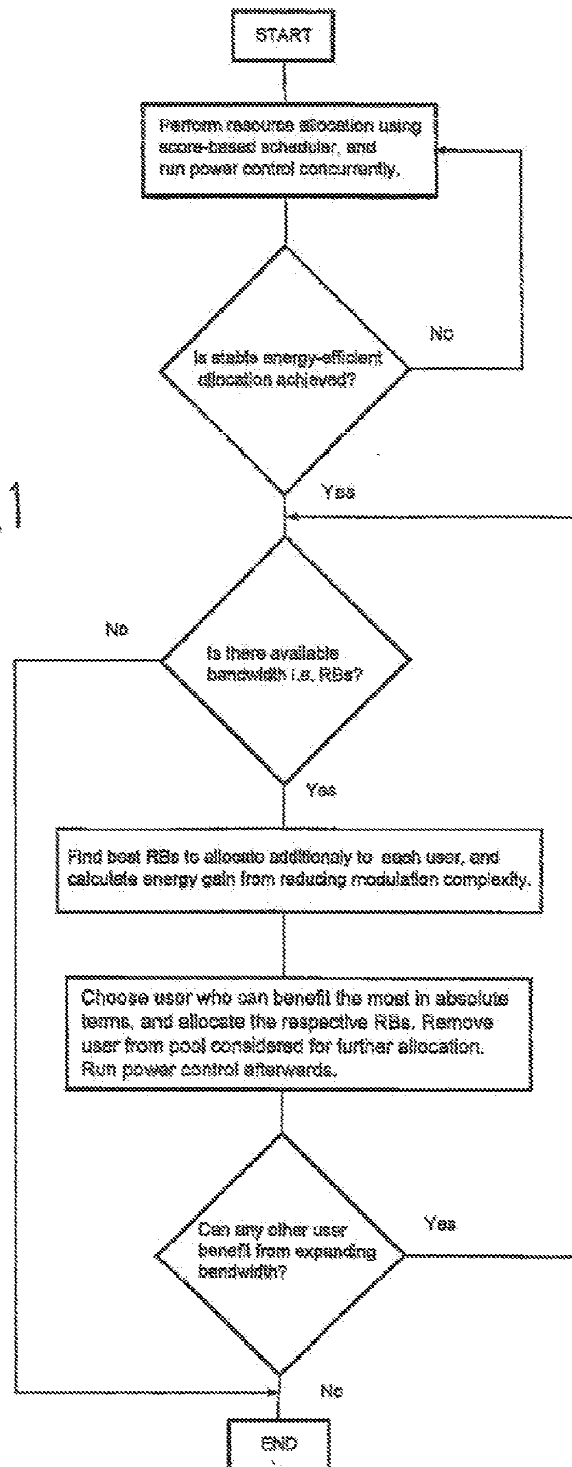 START
Perform resource allocation using
score-based scheduler, and
run power control concurrently.
No
Is stable energy-efficient
allocation achieved?
Yes
.1
No
Is there available
bandwidth i.e. RBs?
Yes
Find best RBs to allocate additionaly to each user, and
calculate energy gain from reducing modulation complexity.
Choose user who can benefit the most in absolute
terms, and allocate the respective RBs. Remove
user from pool considered for further allocation.
Run power control afterwards.
Can any other user
benefit from expanding
bandwidth?
Yes
No
END